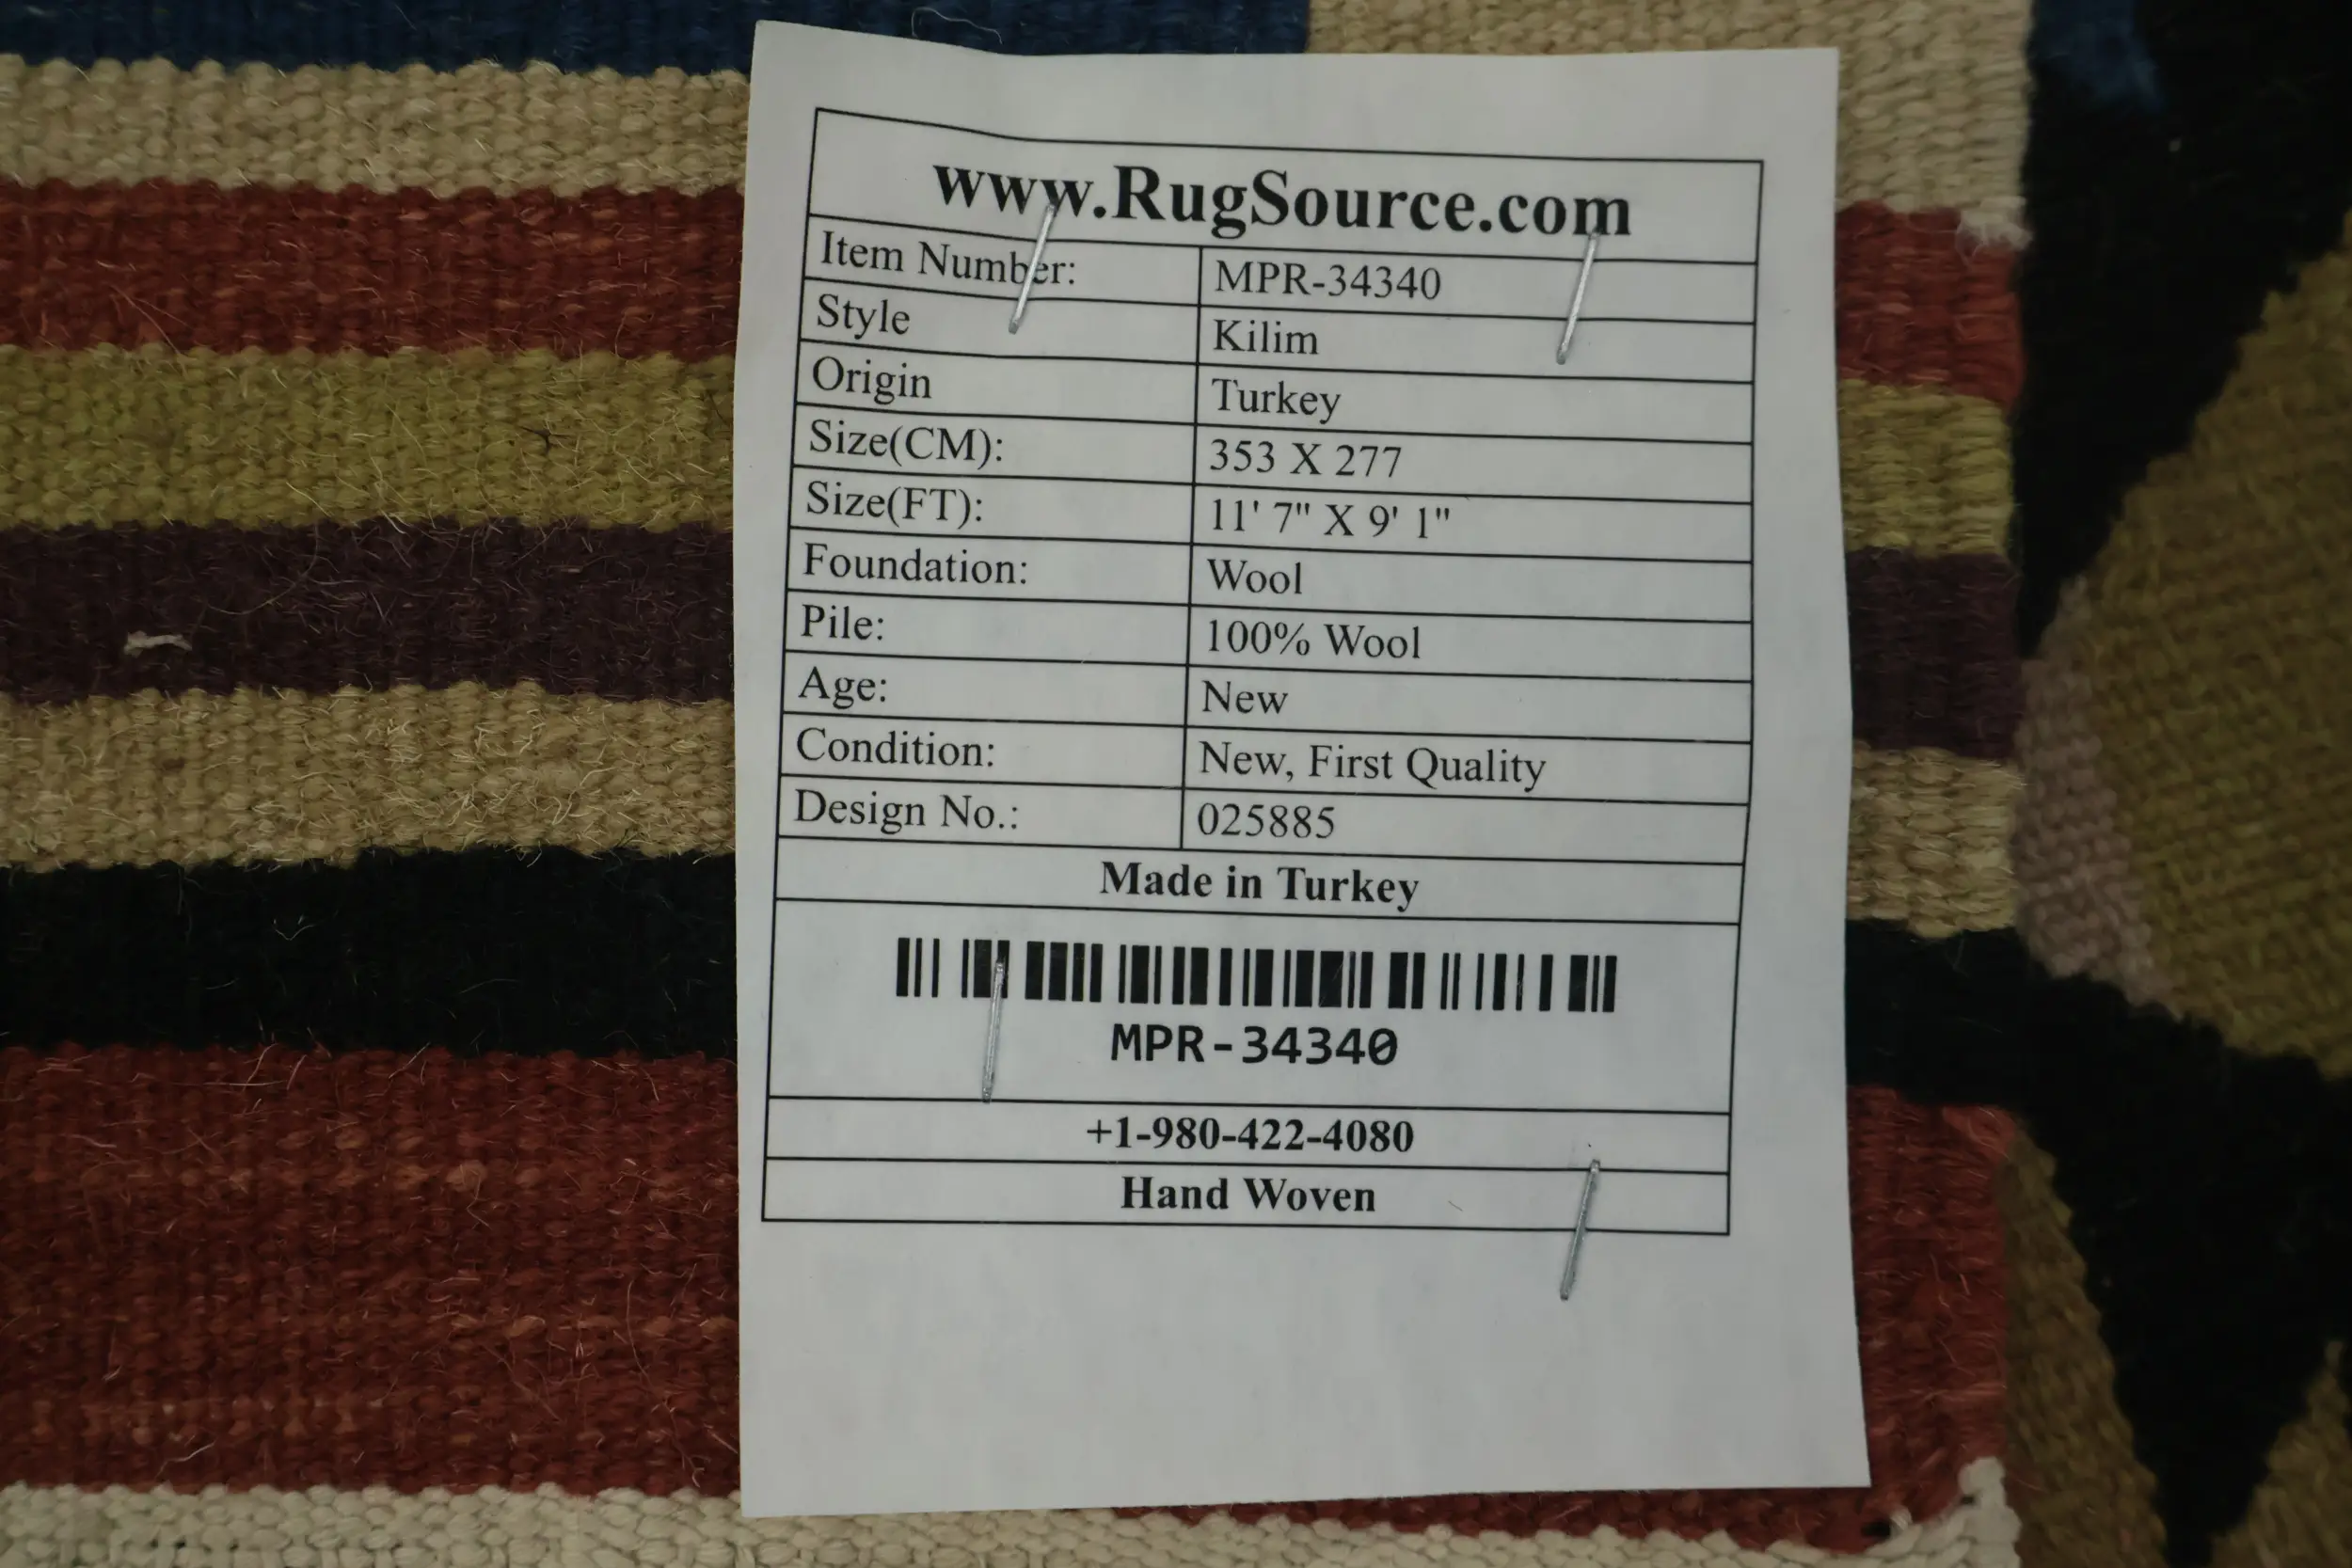 www.RugSource.com
Item Number: MPR-34340
Style Kilim
Origin Turkey
Size(CM): 353 X 277
Size(FT): 11' 7" X 9' 1"
Foundation: Wool
Pile: 100% Wool
Age: New
Condition: New, First Quality
Design No.: 025885
Made in Turkey
MPR-34340
+1-980-422-4080
Hand Woven